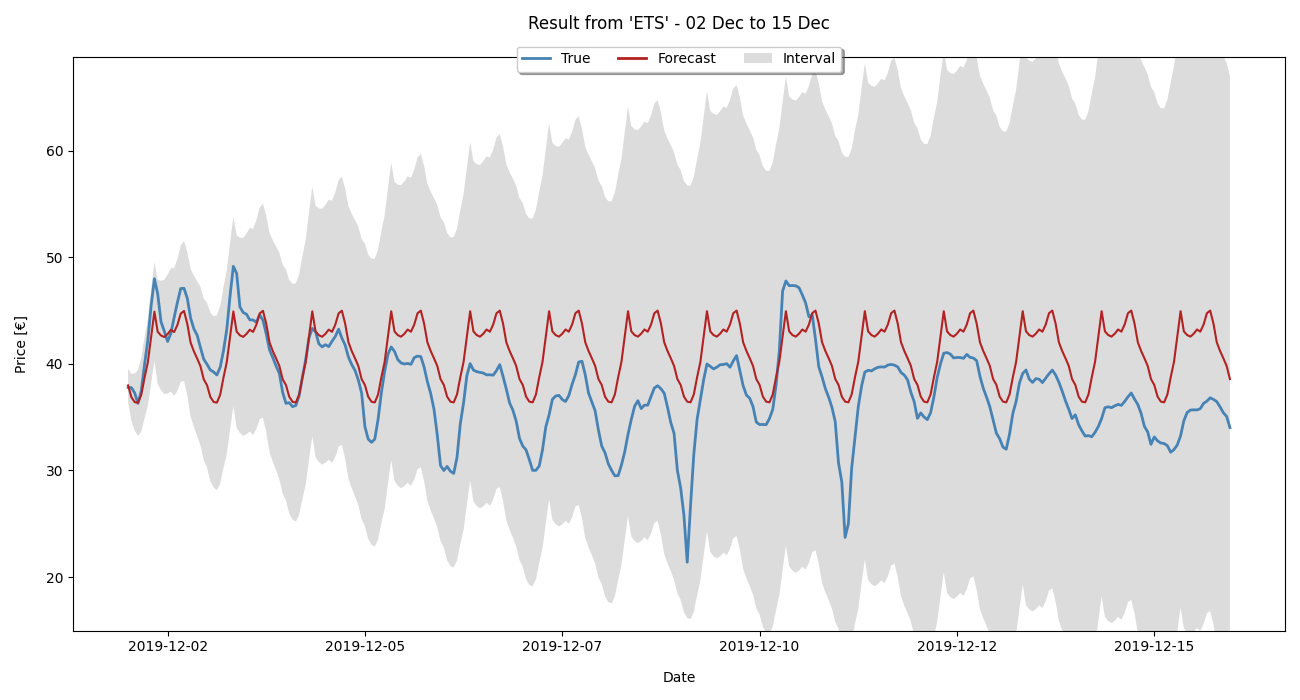 Result from 'ETS' - 02 Dec to 15 Dec
True Forecast Interval
Price [€]
60
50
40
30
20
2019-12-02 2019-12-05 2019-12-07 2019-12-10 2019-12-12 2019-12-15
Date